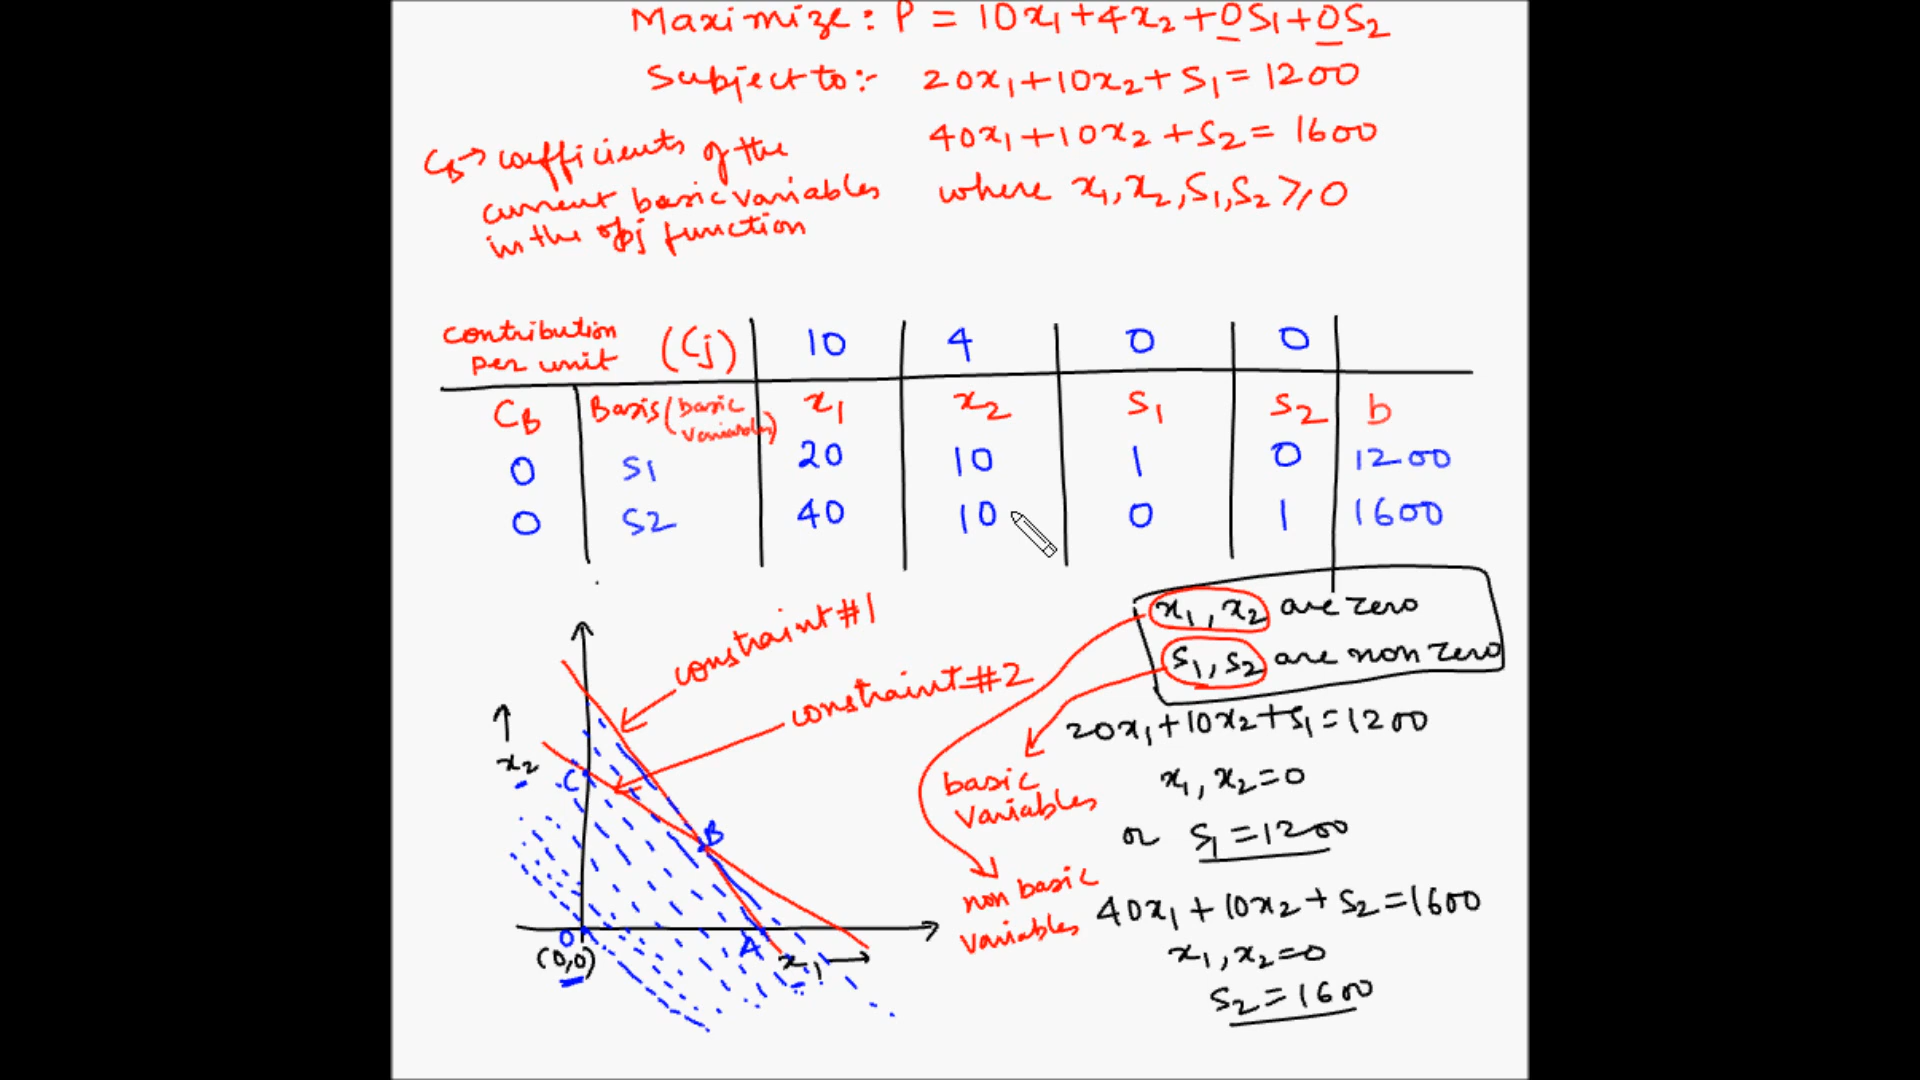 Maximize: P = 10x₁+4x₂+0S₁+0S₂
Subject to:- 20x₁+10x₂+S₁=1200
40x₁+10x₂+S₂=1600
where x₁,x₂,S₁,S₂ ≥ 0
CB → coefficients of the
current basic variables
in the obj function
contribution per unit (Cj) 10 4 0 0
CB Basis (basic variables) x₁ x₂ S₁ S₂ b
0 S1 20 10 1 0 1200
0 S2 40 10 0 1 1600
constraint#1
constraint#2
x₁, x₂ are zero
S₁, S₂ are non zero
20x₁+10x₂+S₁=1200
x₁, x₂=0
or S₁=1200
40x₁+10x₂+S₂=1600
x₁,x₂=0
S₂=1600
basic
variables
non basic
variables
x₂
C
B
A
O
(0,0)
x₁